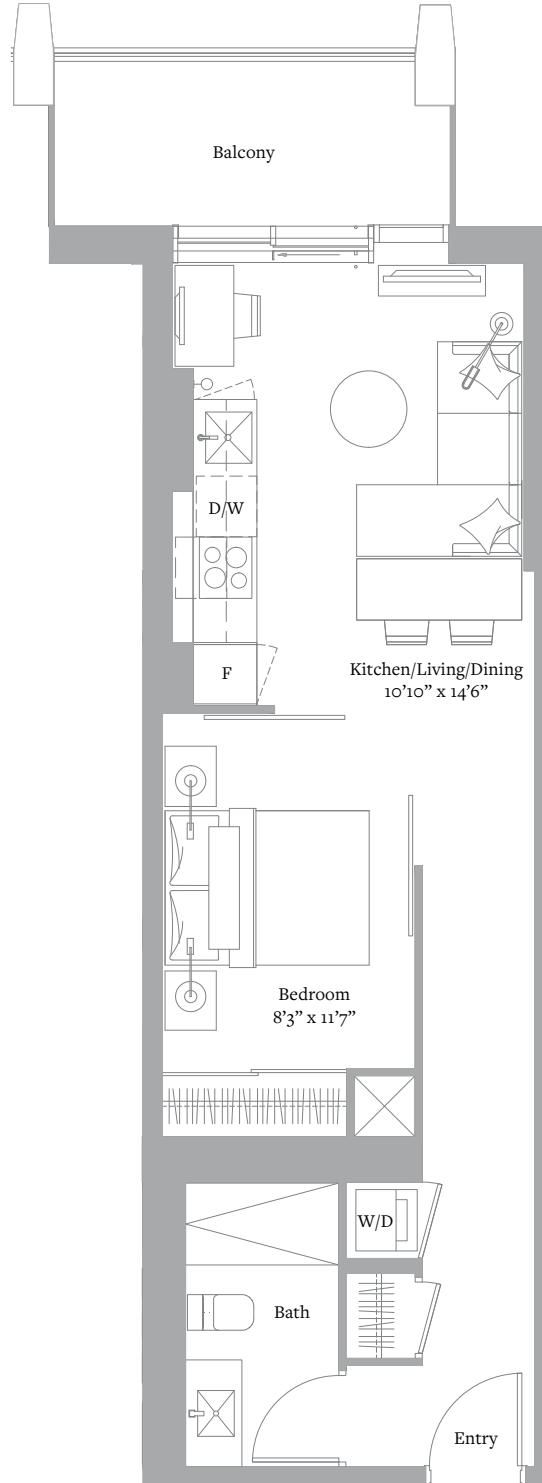 Balcony
D/W
F
Kitchen/Living/Dining
10’10” x 14’6”
Bedroom
8’3” x 11’7”
W/D
Bath
Entry